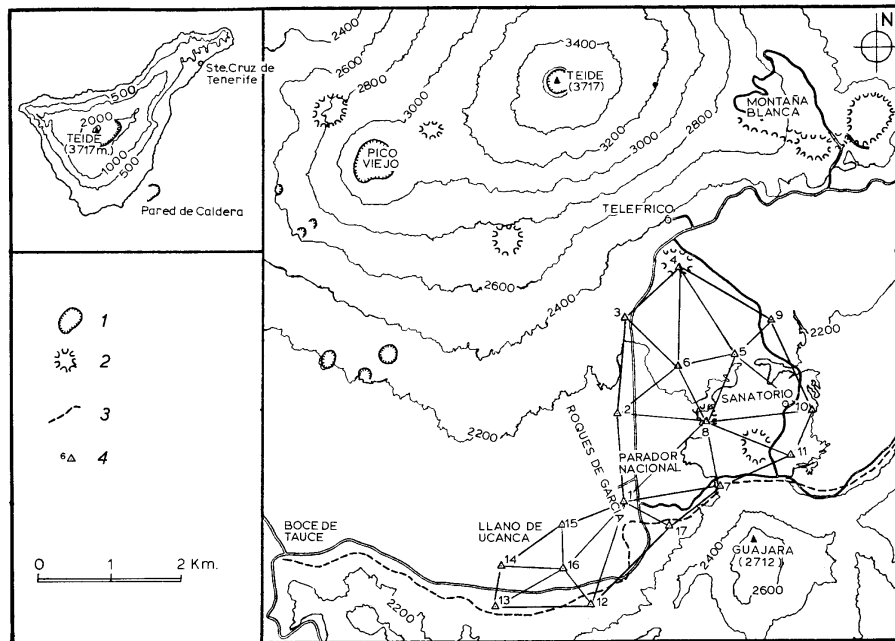 Ste. Cruz de
Tenerife
500
2000
TEIDE
(3717m.)
1000
500
Pared de Caldera
1
2
3
6 4
0 1 2 Km.
N
2400
2600
2800
3000
3400
TEIDE
(3717)
3200
3000
2800
MONTAÑA
BLANCA
PICO
VIEJO
TELEFRICO
2600
2400
2200
2200
4
3
9
5
6
SANATORIO
2
10
8
11
ROQUES DE GARCIA
PARADOR
NACIONAL
7
1
17
BOCE DE
TAUCE
LLANO DE
UCANCA
15
14
16
13
12
2200
2400
GUAJARA
(2712)
2600